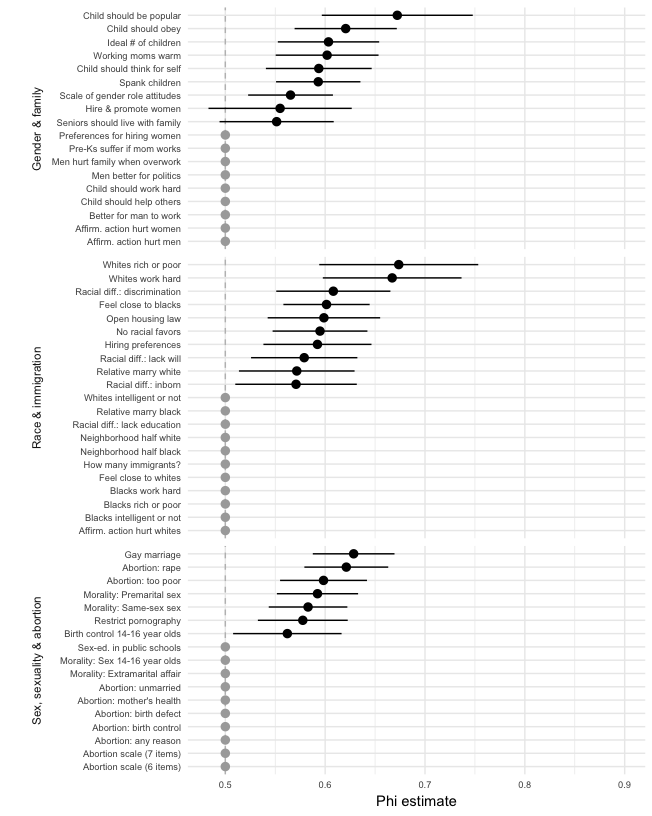 Gender & family
Child should be popular
Child should obey
Ideal # of children
Working moms warm
Child should think for self
Spank children
Scale of gender role attitudes
Hire & promote women
Seniors should live with family
Preferences for hiring women
Pre-Ks suffer if mom works
Men hurt family when overwork
Men better for politics
Child should work hard
Child should help others
Better for man to work
Affirm. action hurt women
Affirm. action hurt men
Race & immigration
Whites rich or poor
Whites work hard
Racial diff.: discrimination
Feel close to blacks
Open housing law
No racial favors
Hiring preferences
Racial diff.: lack will
Relative marry white
Racial diff.: inborn
Whites intelligent or not
Relative marry black
Racial diff.: lack education
Neighborhood half white
Neighborhood half black
How many immigrants?
Feel close to whites
Blacks work hard
Blacks rich or poor
Blacks intelligent or not
Affirm. action hurt whites
Sex, sexuality & abortion
Gay marriage
Abortion: rape
Abortion: too poor
Morality: Premarital sex
Morality: Same-sex sex
Restrict pornography
Birth control 14-16 year olds
Sex-ed. in public schools
Morality: Sex 14-16 year olds
Morality: Extramarital affair
Abortion: unmarried
Abortion: mother's health
Abortion: birth defect
Abortion: birth control
Abortion: any reason
Abortion scale (7 items)
Abortion scale (6 items)
0.5 0.6 0.7 0.8 0.9
Phi estimate